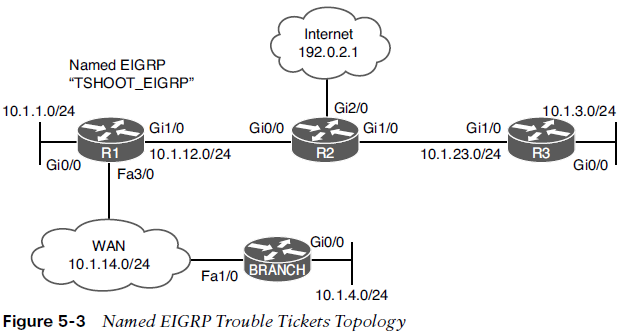 Internet
192.0.2.1
Named EIGRP
“TSHOOT_EIGRP”
10.1.1.0/24
Gi2/0
10.1.3.0/24
Gi1/0
Gi0/0
Gi1/0
Gi1/0
R1
R2
R3
Gi0/0
10.1.12.0/24
10.1.23.0/24
Gi0/0
Fa3/0
WAN
10.1.14.0/24
Gi0/0
Fa1/0
BRANCH
10.1.4.0/24
Figure 5-3 Named EIGRP Trouble Tickets Topology